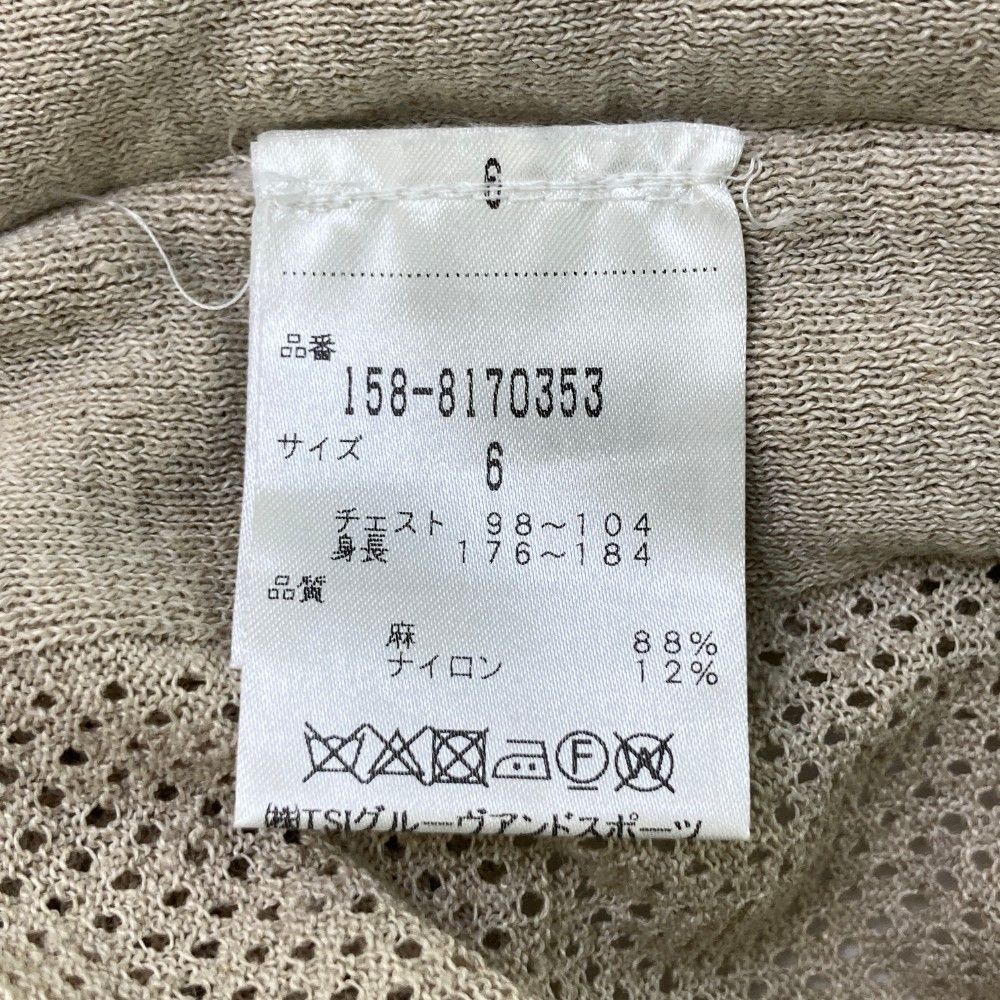 6
品番
158-8170353
サイズ
6
チェスト 98～104
身長 176～184
品質
麻 88%
ナイロン 12%
F W
㈱TSIグルーヴアンドスポーツ